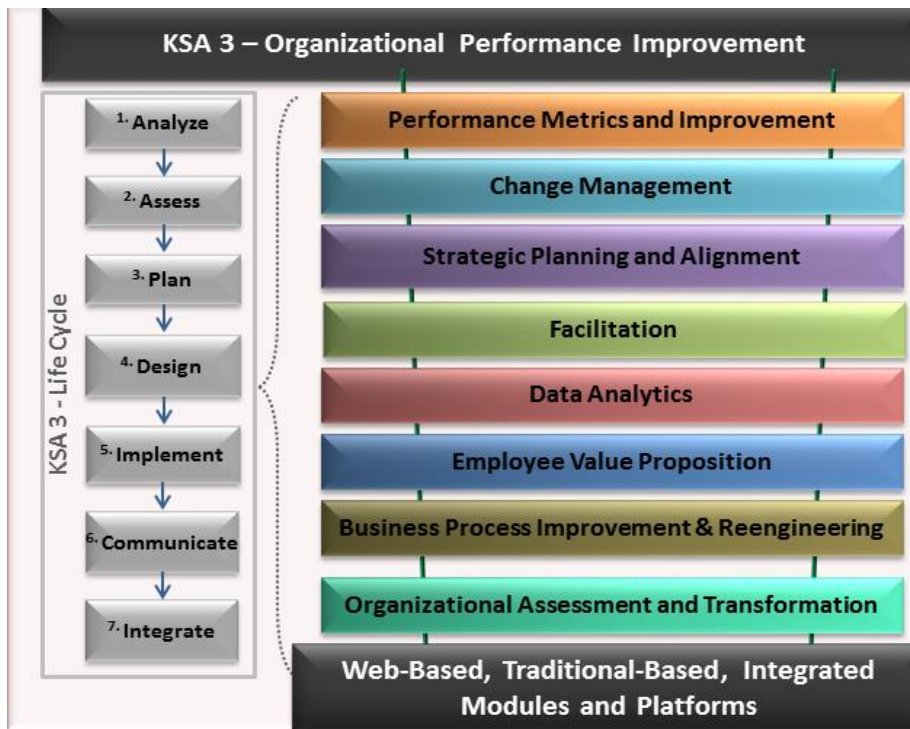 KSA 3 – Organizational Performance Improvement
KSA 3 - Life Cycle
1. Analyze
2. Assess
3. Plan
4. Design
5. Implement
6. Communicate
7. Integrate
Performance Metrics and Improvement
Change Management
Strategic Planning and Alignment
Facilitation
Data Analytics
Employee Value Proposition
Business Process Improvement & Reengineering
Organizational Assessment and Transformation
Web-Based, Traditional-Based, Integrated
Modules and Platforms